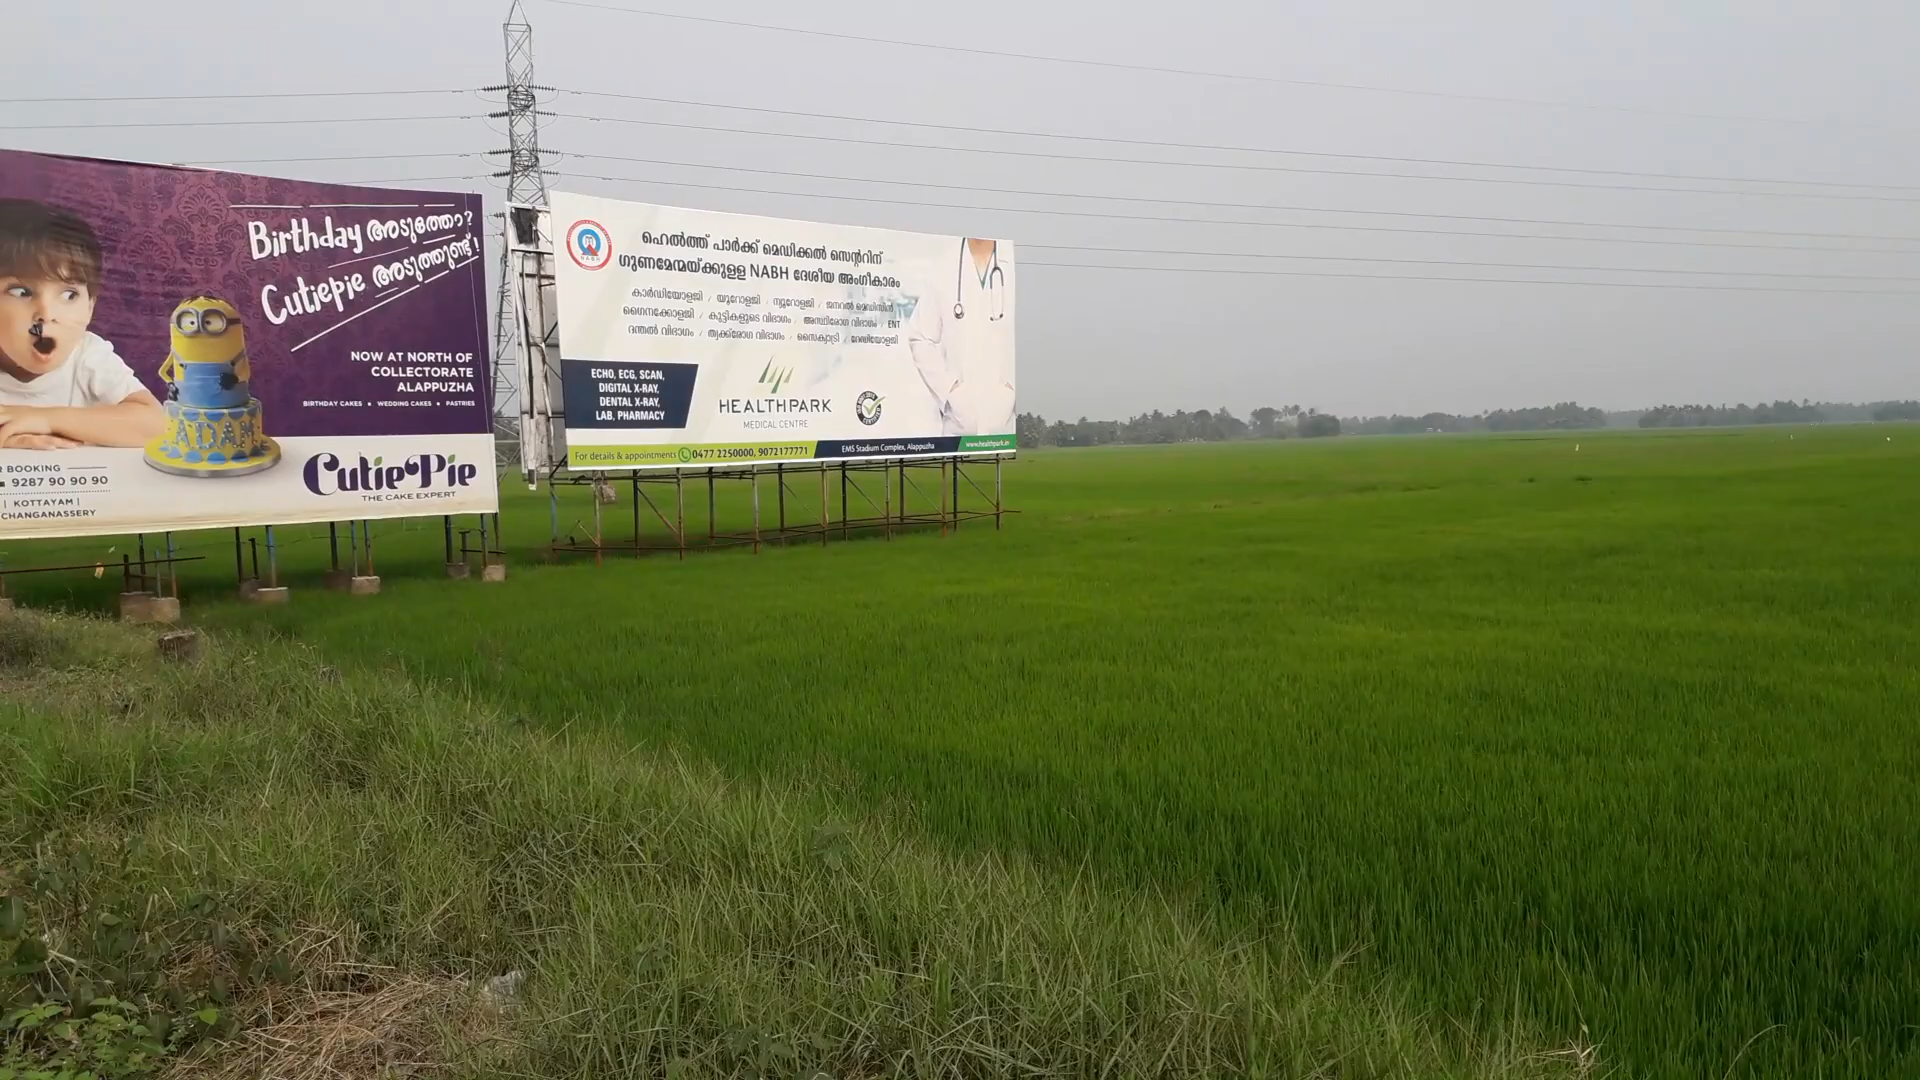 Birthday അടുത്തോ?
Cutiepie അടുത്തുണ്ട്!
NOW AT NORTH OF
COLLECTORATE
ALAPPUZHA
BIRTHDAY CAKES • WEDDING CAKES • PASTRIES
ADAM
BOOKING
9287 90 90 90
| KOTTAYAM |
CHANGANASSERY
CutiePie
THE CAKE EXPERT
NABH
ഹെൽത്ത് പാർക്ക് മെഡിക്കൽ സെന്ററിന്
ഗുണമേന്മയ്ക്കുള്ള NABH ദേശീയ അംഗീകാരം
കാർഡിയോളജി / യൂറോളജി / ന്യൂറോളജി / ജനറൽ മെഡിസിൻ
ഗൈനക്കോളജി / കുട്ടികളുടെ വിഭാഗം / അസ്ഥിരോഗ വിഭാഗം / ENT
ദന്തൽ വിഭാഗം / ത്വക്ക്‌രോഗ വിഭാഗം / സൈക്യാട്രി / റേഡിയോളജി
ECHO, ECG, SCAN,
DIGITAL X-RAY,
DENTAL X-RAY,
LAB, PHARMACY
HEALTHPARK
MEDICAL CENTRE
For details & appointments 0477 2250000, 9072177771
EMS Stadium Complex, Alappuzha
www.healthpark.in